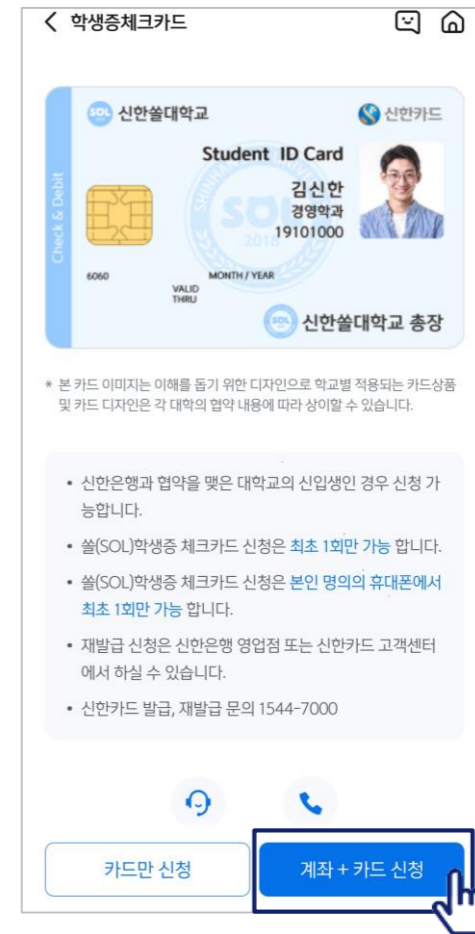 학생증체크카드
SOL 신한쏠대학교
신한카드
Check & Debit
Student ID Card
김신한
경영학과
19101000
6060
MONTH / YEAR
VALID
THRU
SOL 신한쏠대학교 총장
* 본 카드 이미지는 이해를 돕기 위한 디자인으로 학교별 적용되는 카드상품
및 카드 디자인은 각 대학의 협약 내용에 따라 상이할 수 있습니다.
• 신한은행과 협약을 맺은 대학교의 신입생인 경우 신청 가
능합니다.
• 쏠(SOL)학생증 체크카드 신청은 최초 1회만 가능 합니다.
• 쏠(SOL)학생증 체크카드 신청은 본인 명의의 휴대폰에서
최초 1회만 가능 합니다.
• 재발급 신청은 신한은행 영업점 또는 신한카드 고객센터
에서 하실 수 있습니다.
• 신한카드 발급, 재발급 문의 1544-7000
카드만 신청
계좌 + 카드 신청